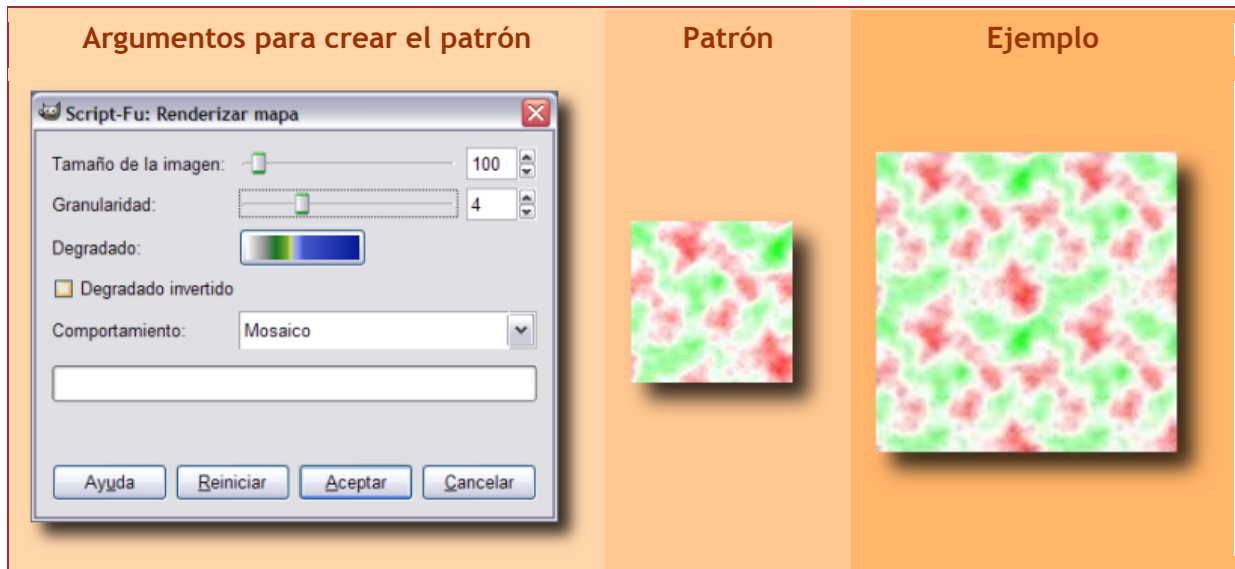 Argumentos para crear el patrón
Patrón
Ejemplo
Script-Fu: Renderizar mapa
Tamaño de la imagen: 100
Granularidad: 4
Degradado:
Degradado invertido
Comportamiento: Mosaico
Ayuda Reiniciar Aceptar Cancelar